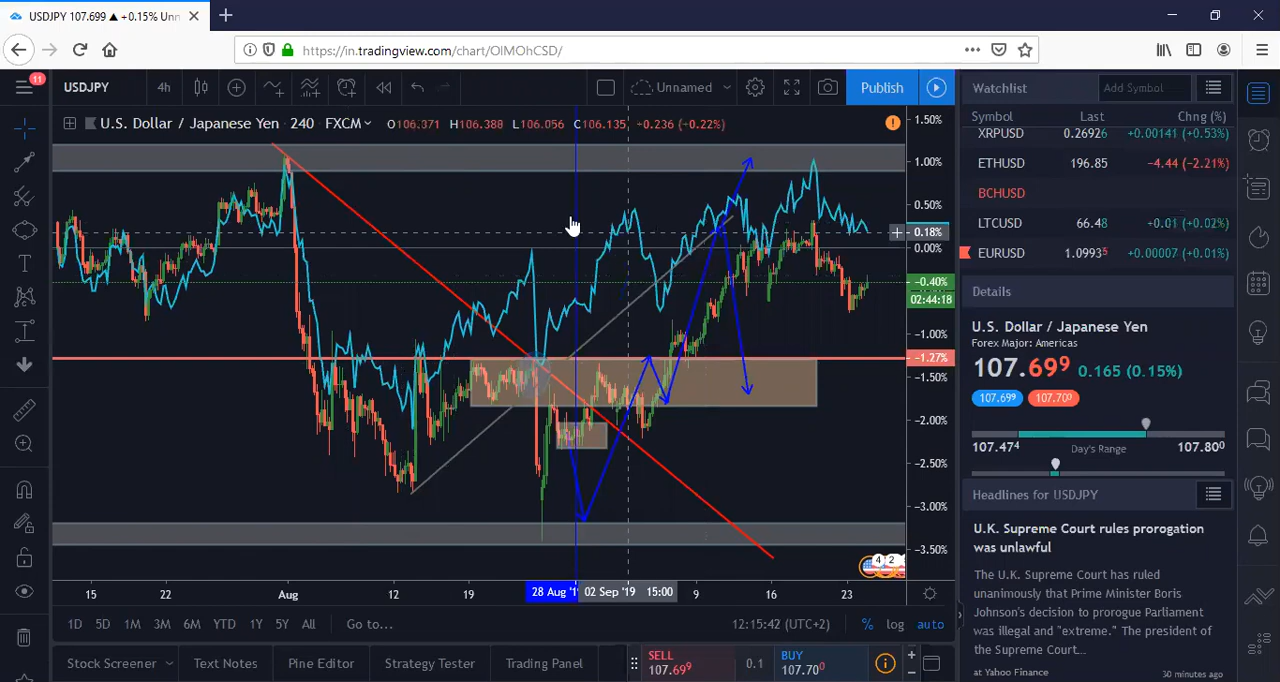 USDJPY 107.699 ▲ +0.15% Unn
https://in.tradingview.com/chart/OIMOhCSD/
11
USDJPY
4h
Unnamed
Publish
U.S. Dollar / Japanese Yen · 240 · FXCM
O106.371 H106.388 L106.056 C106.135 +0.236 (−0.22%)
1.50%
1.00%
0.50%
0.18%
0.00%
−0.40%
02:44:18
−1.00%
−1.27%
−1.50%
−2.00%
−2.50%
−3.00%
−3.50%
4 2
15 22 Aug 12 19 28 Aug '1 02 Sep '19 15:00 9 16 23
1D 5D 1M 3M 6M YTD 1Y 5Y All Go to...
12:15:42 (UTC+2) % log auto
Stock Screener Text Notes Pine Editor Strategy Tester Trading Panel
SELL
107.699
0.1
BUY
107.700
Watchlist
Add Symbol
Symbol Last Chng (%)
XRPUSD 0.26926 +0.00141 (+0.53%)
ETHUSD 196.85 −4.44 (−2.21%)
BCHUSD
LTCUSD 66.48 +0.01 (+0.02%)
EURUSD 1.09935 +0.00007 (+0.01%)
Details
U.S. Dollar / Japanese Yen
Forex Major: Americas
107.699 0.165 (0.15%)
107.699 107.700
107.474 Day's Range 107.800
Headlines for USDJPY
U.K. Supreme Court rules prorogation
was unlawful
The U.K. Supreme Court has ruled
unanimously that Prime Minister Boris
Johnson's decision to prorogue Parliament
was illegal and "extreme." The president of
the Supreme Court...
at Yahoo Finance
30 minutes ago